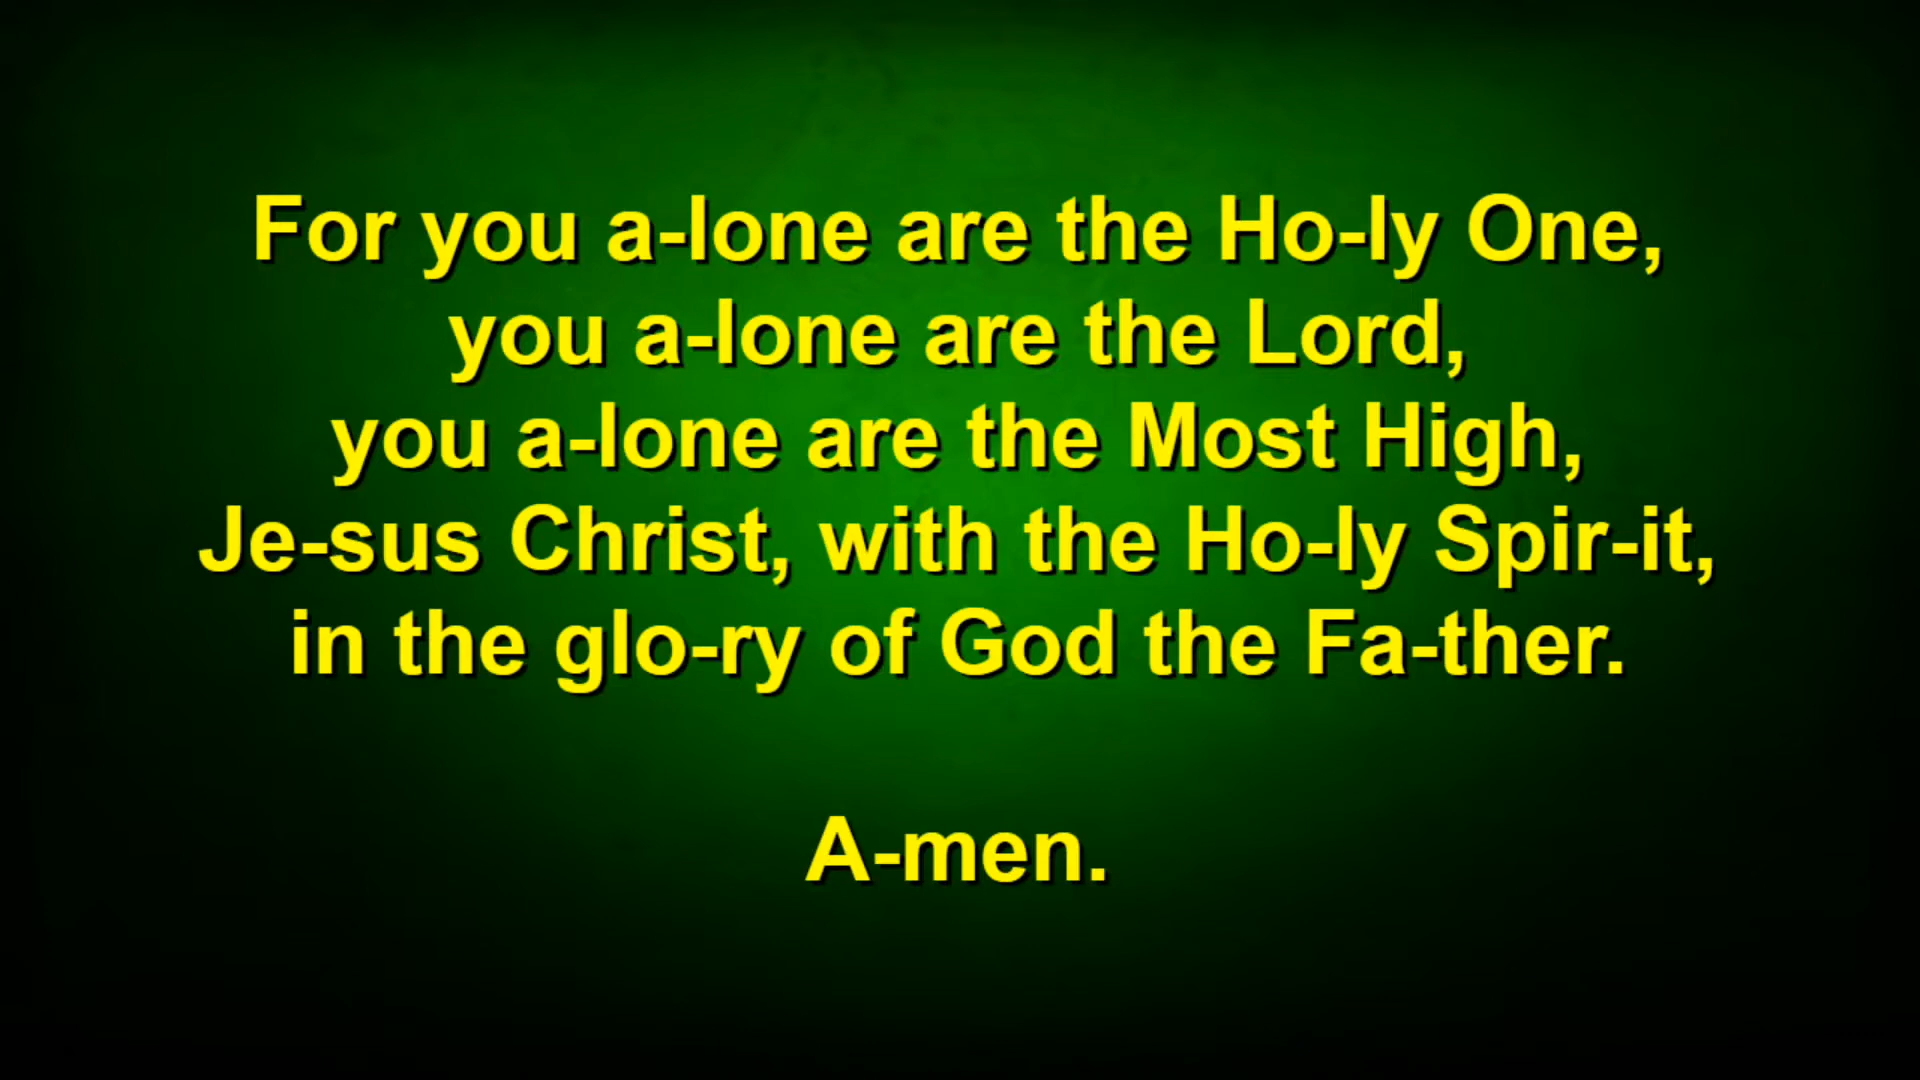 For you a-lone are the Ho-ly One,
you a-lone are the Lord,
you a-lone are the Most High,
Je-sus Christ, with the Ho-ly Spir-it,
in the glo-ry of God the Fa-ther.
A-men.